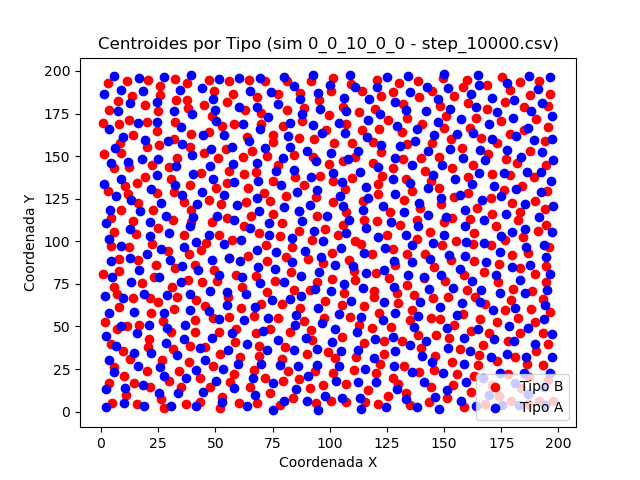 Centroides por Tipo (sim 0_0_10_0_0 - step_10000.csv)
200
175
150
125
100
75
50
25
0
Coordenada Y
Tipo B
Tipo A
0 25 50 75 100 125 150 175 200
Coordenada X